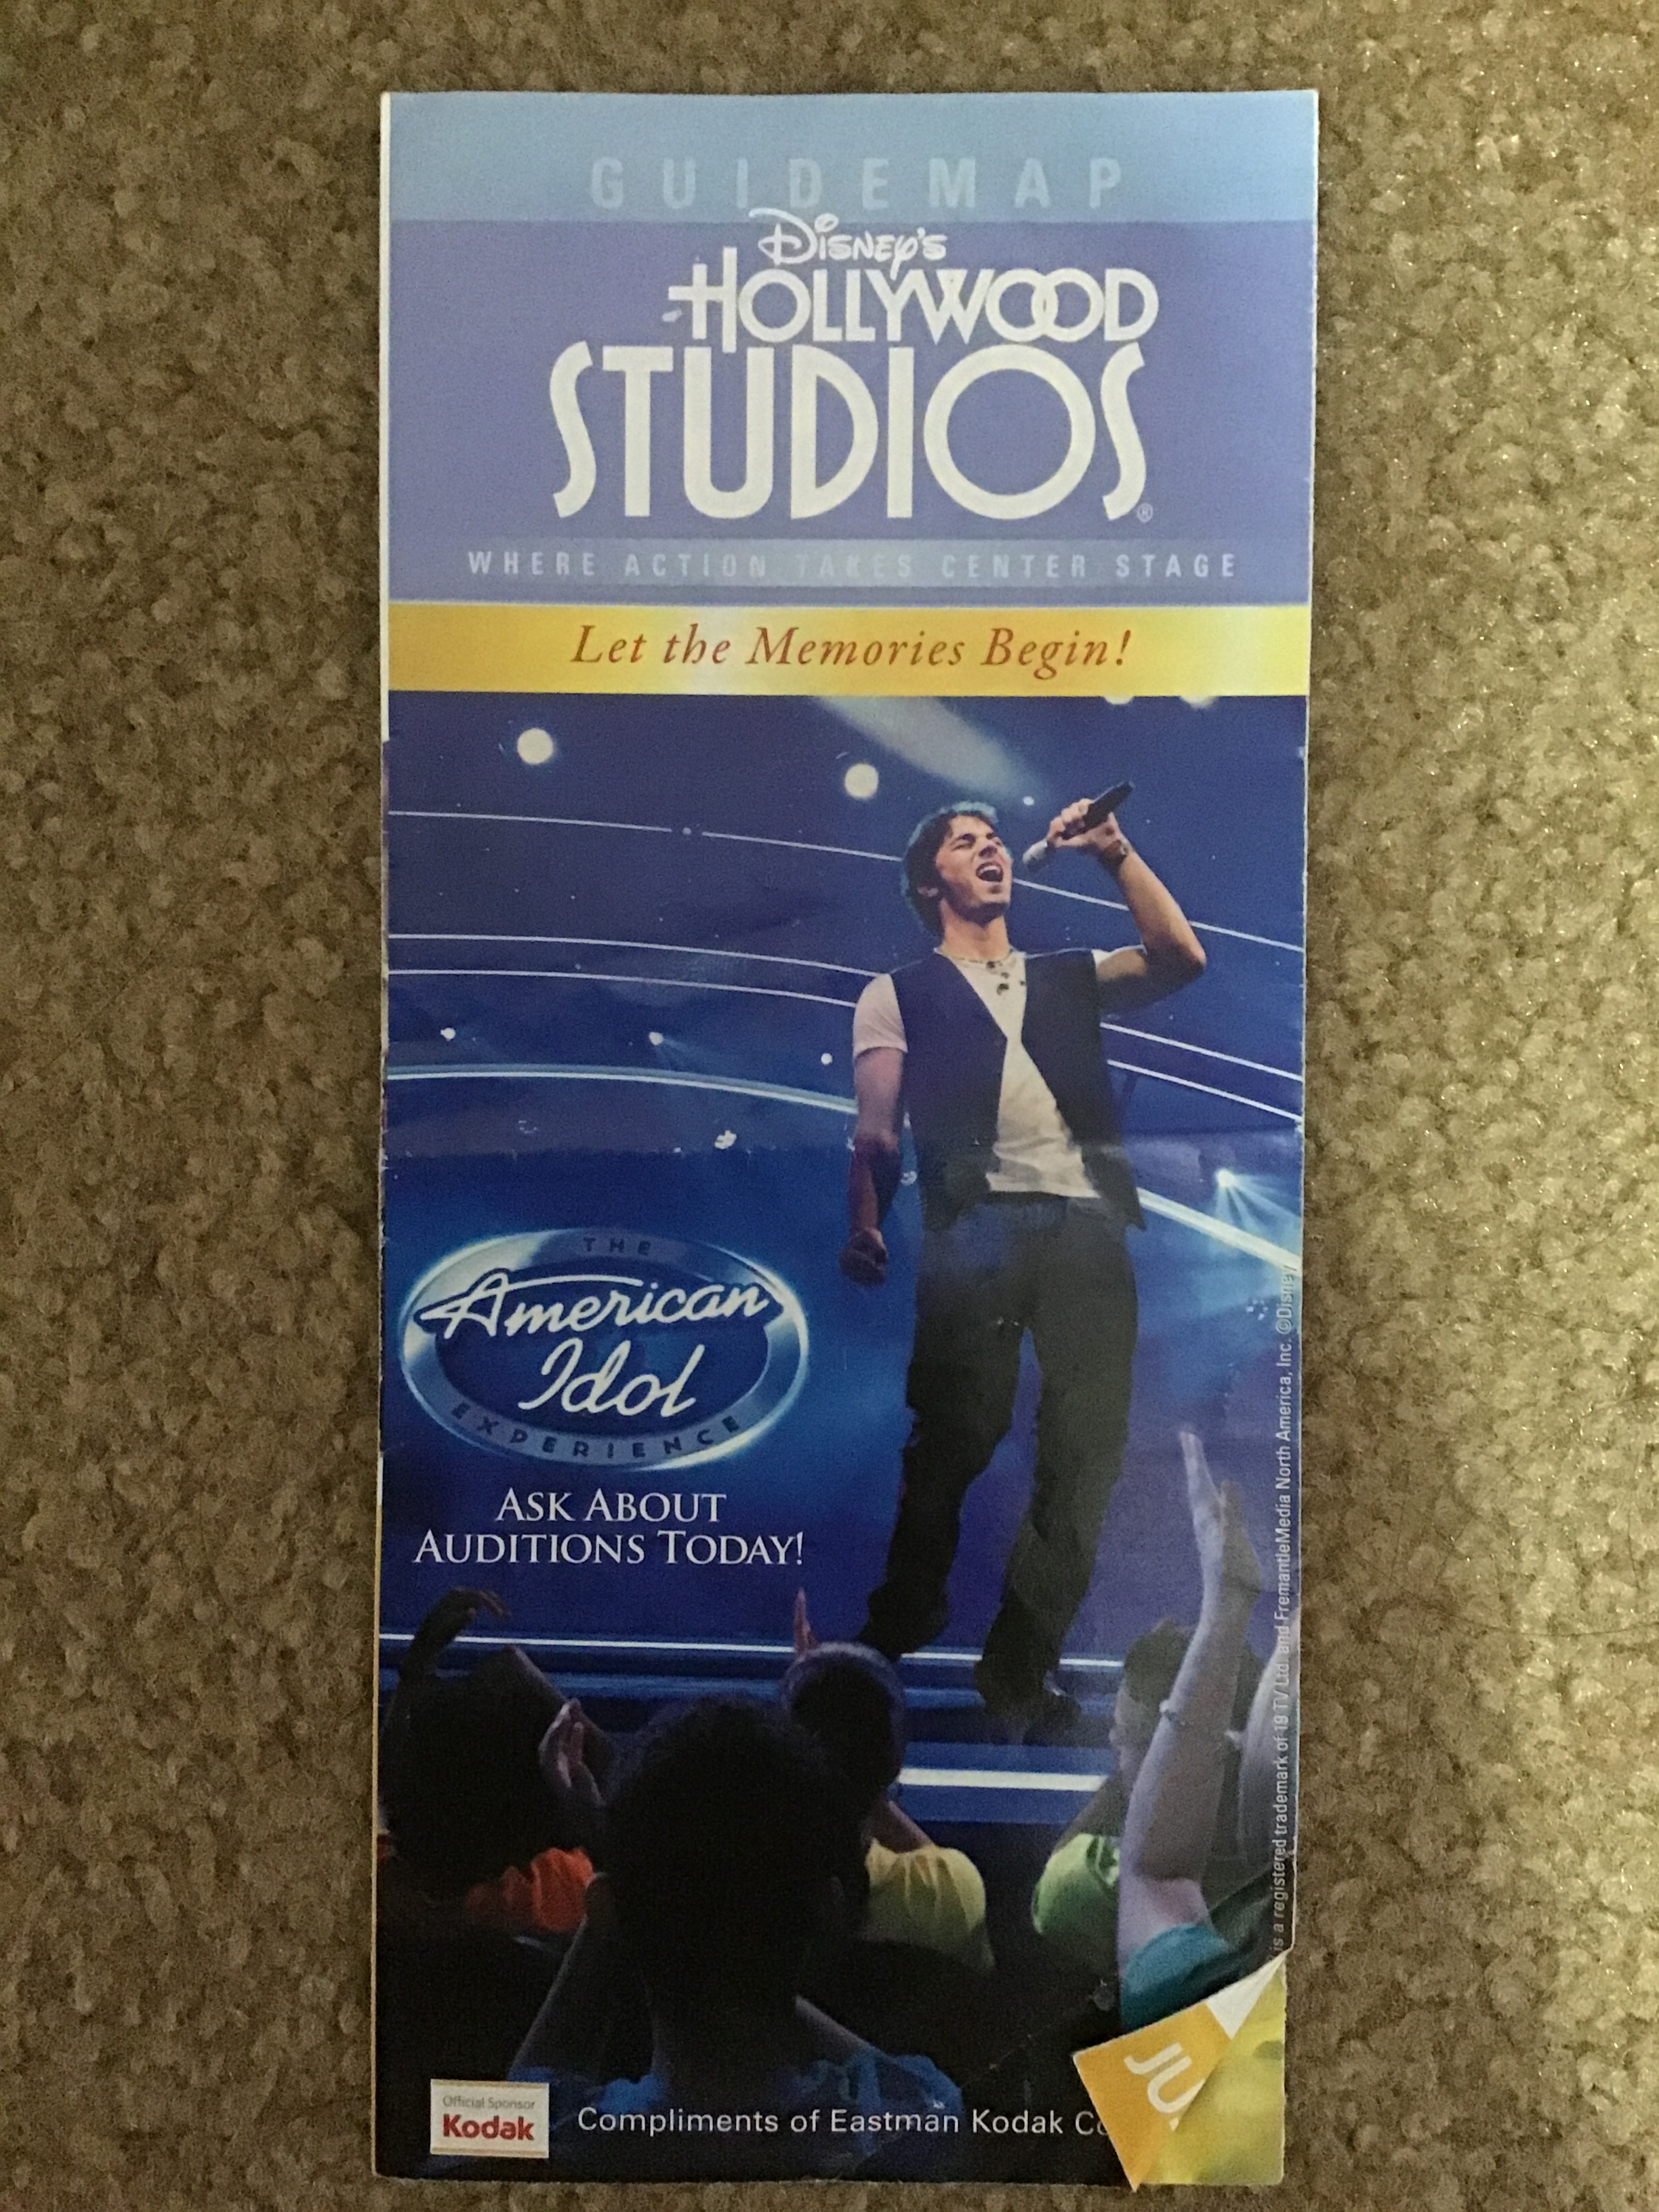 GUIDEMAP
Disney's
HOLLYWOOD
STUDIOS®
WHERE ACTION TAKES CENTER STAGE
Let the Memories Begin!
THE
American
Idol
EXPERIENCE
ASK ABOUT
AUDITIONS TODAY!
is a registered trademark of 19 TV Ltd. and FremantleMedia North America, Inc. ©Disney
JU
Official Sponsor
Kodak
Compliments of Eastman Kodak Co